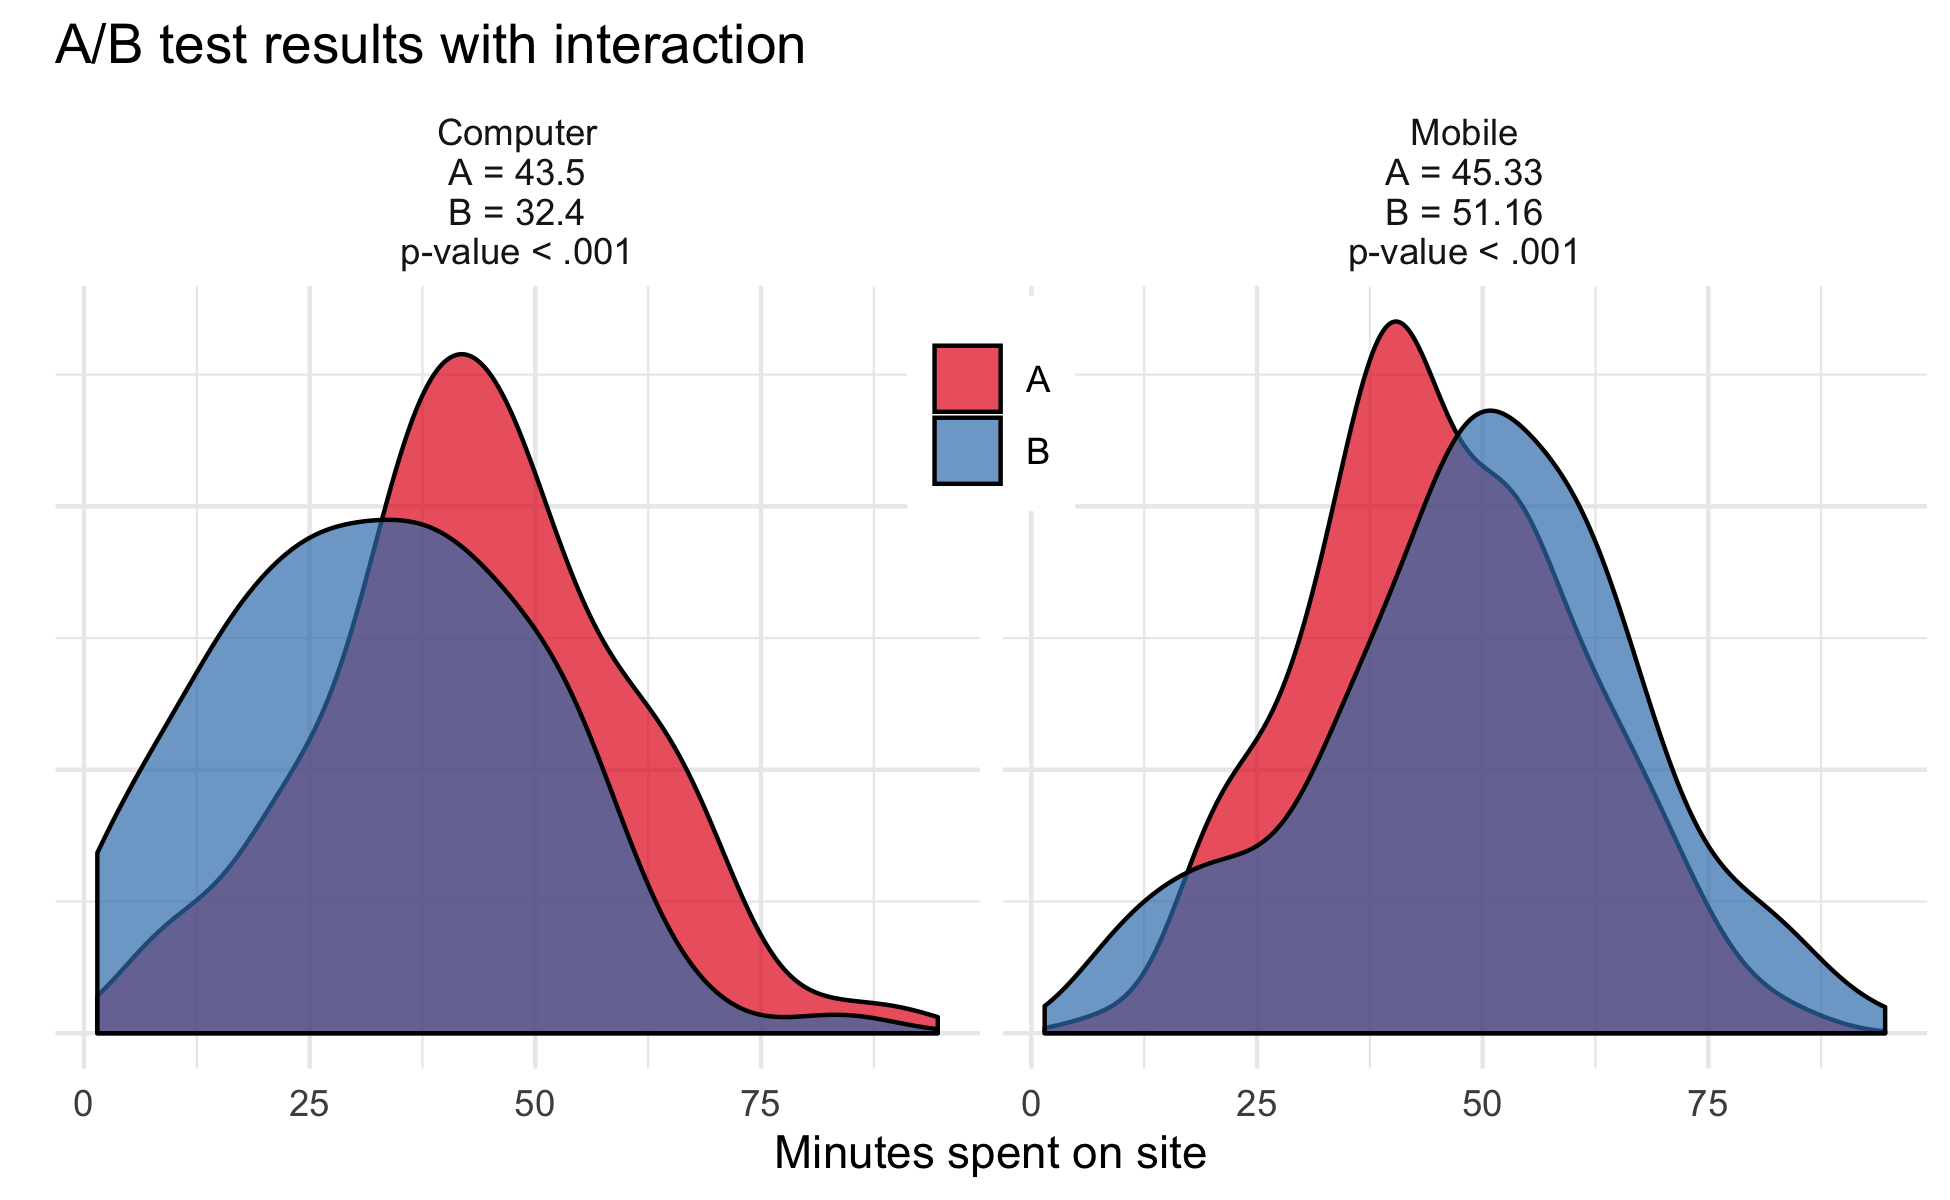 A/B test results with interaction
Computer
A = 43.5
B = 32.4
p-value < .001
Mobile
A = 45.33
B = 51.16
p-value < .001
A
B
0 25 50 75
0 25 50 75
Minutes spent on site